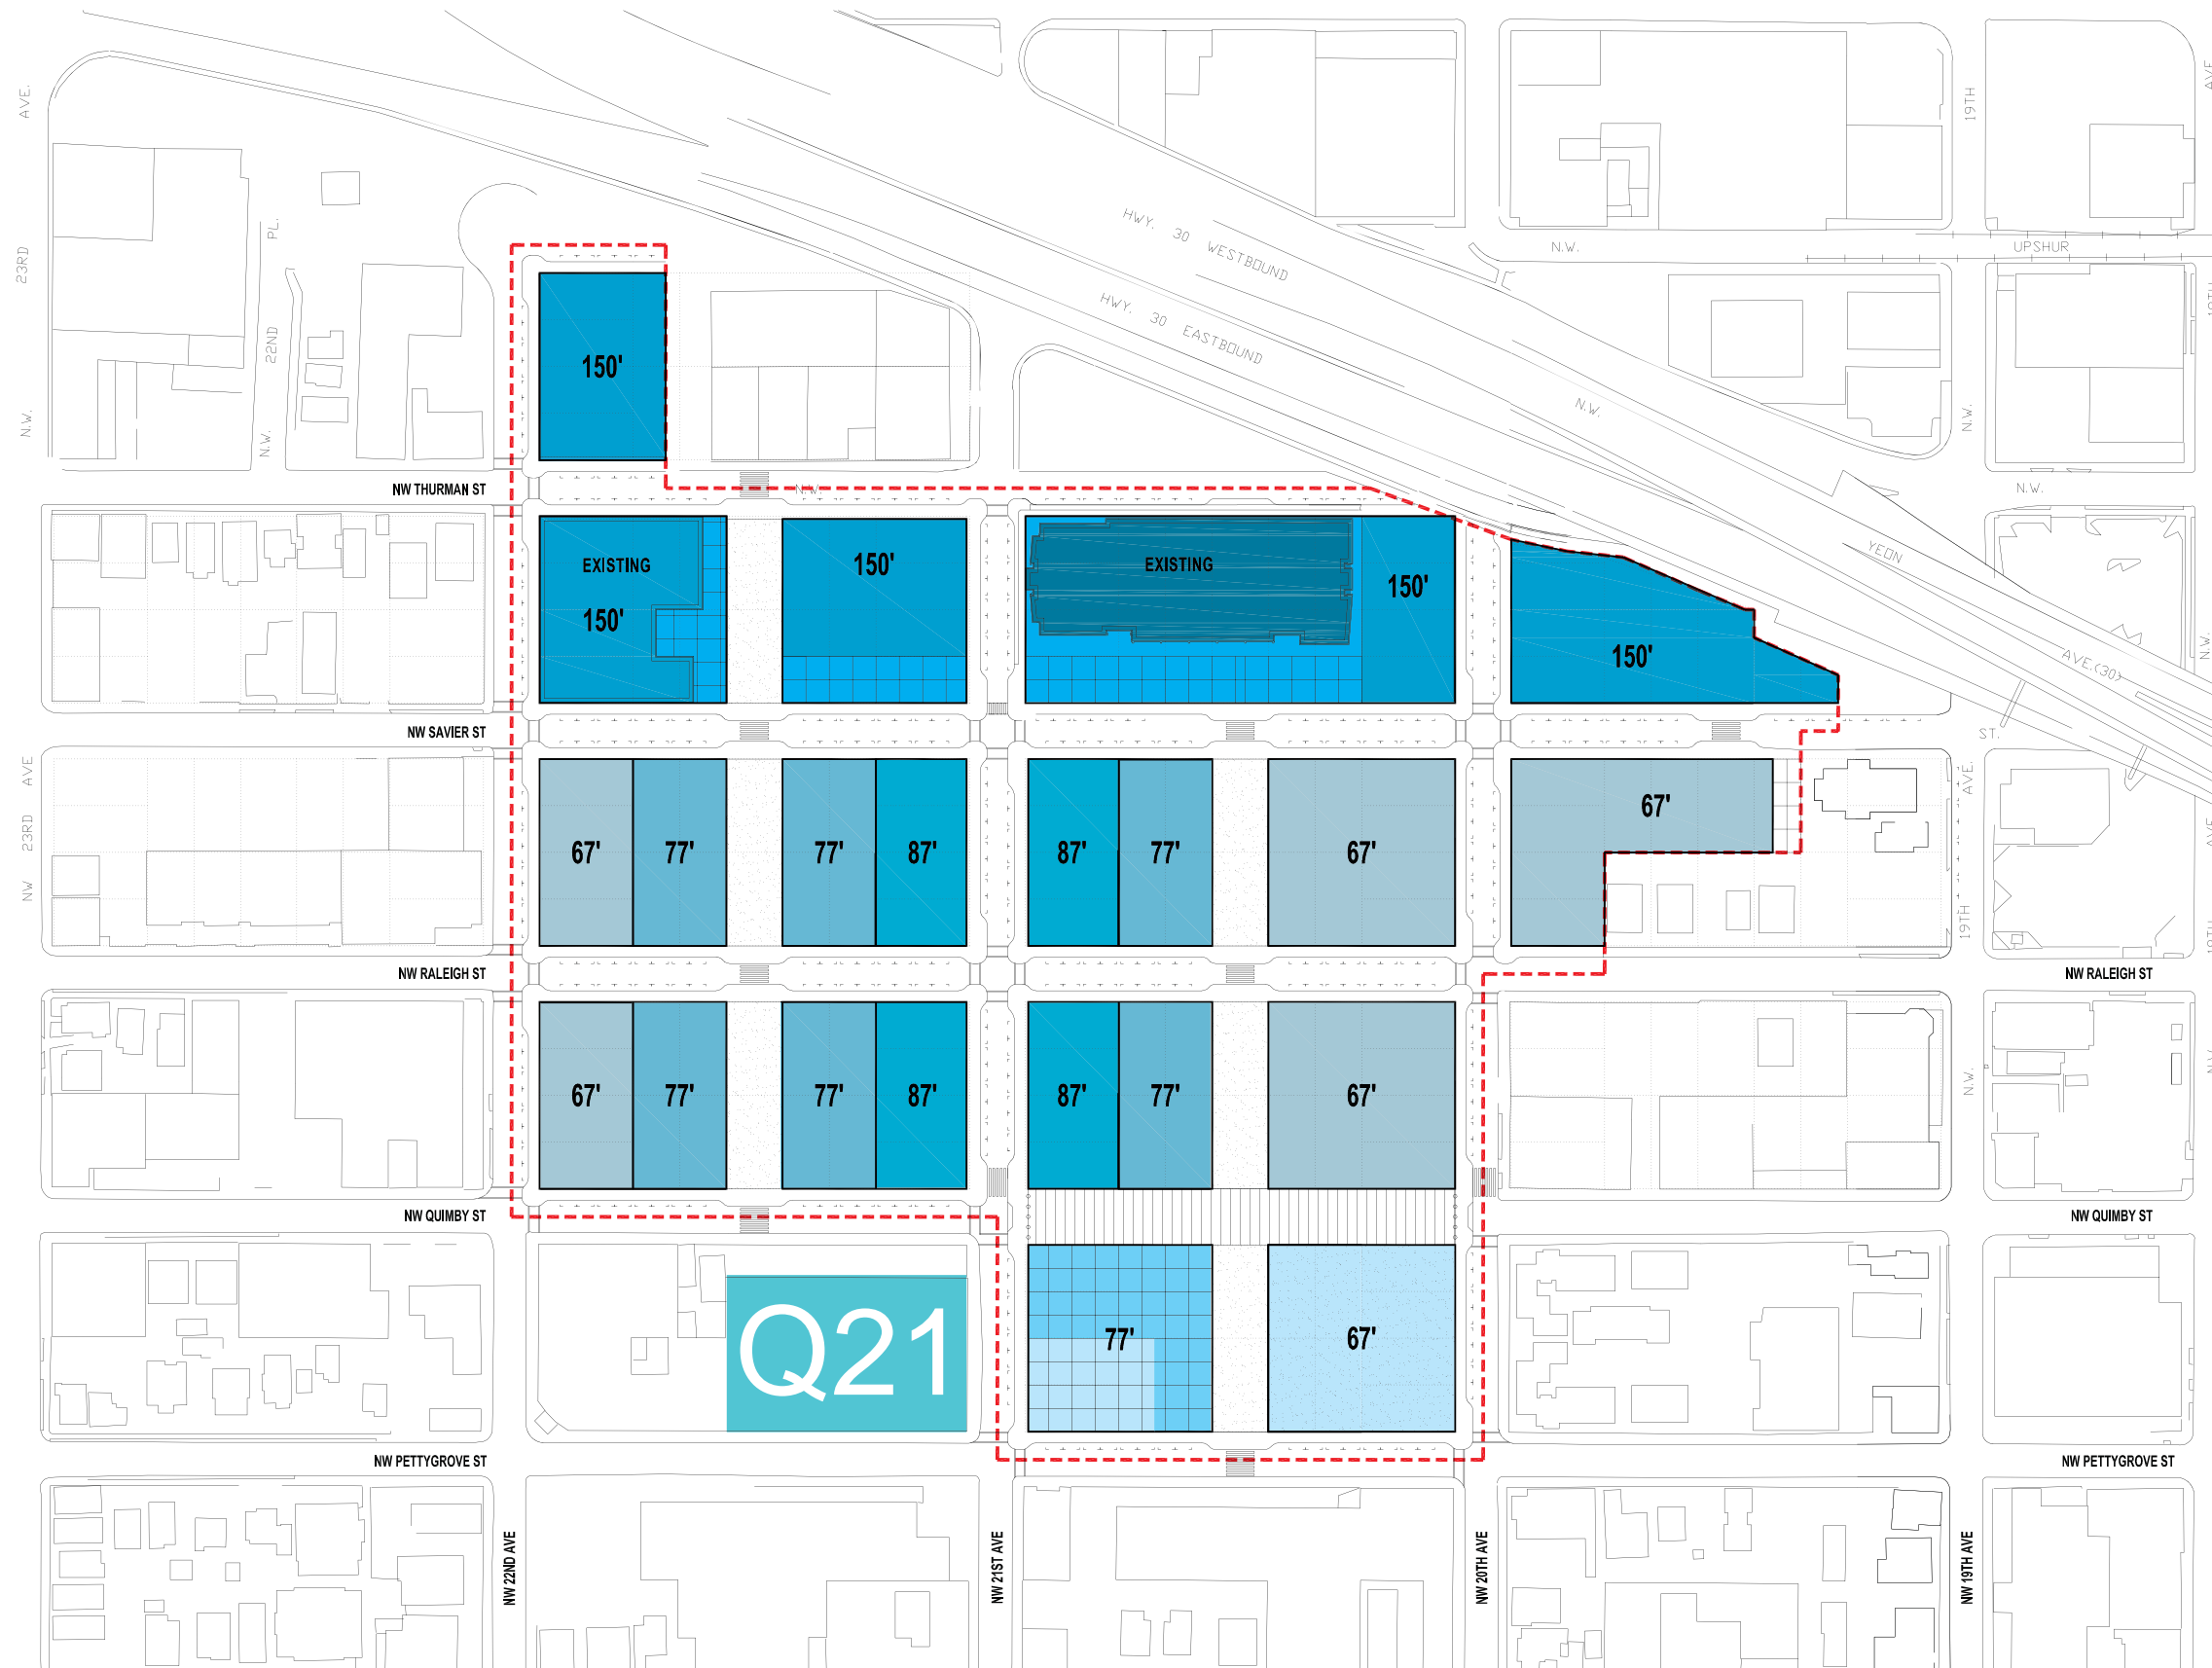 AVE.
19TH
AVE
HWY. 30 WESTBOUND
N.W.
UPSHUR
23RD
PL.
22ND
HWY. 30 EASTBOUND
19TH
150'
N.W.
N.W.
N.W.
N.W.
NW THURMAN ST
N.W.
N.W.
EXISTING
150'
EXISTING
150'
YEON
150'
150'
N.W.
AVE.(30)
NW SAVIER ST
ST.
AVE
AVE.
67'
23RD
AVE
67'
77'
77'
87'
87'
77'
67'
NW
19TH
19TH
NW RALEIGH ST
NW RALEIGH ST
67'
77'
77'
87'
87'
77'
67'
N.W.
N.W.
NW QUIMBY ST
NW QUIMBY ST
Q21
77'
67'
NW PETTYGROVE ST
NW PETTYGROVE ST
NW 22ND AVE
NW 21ST AVE
NW 20TH AVE
NW 19TH AVE